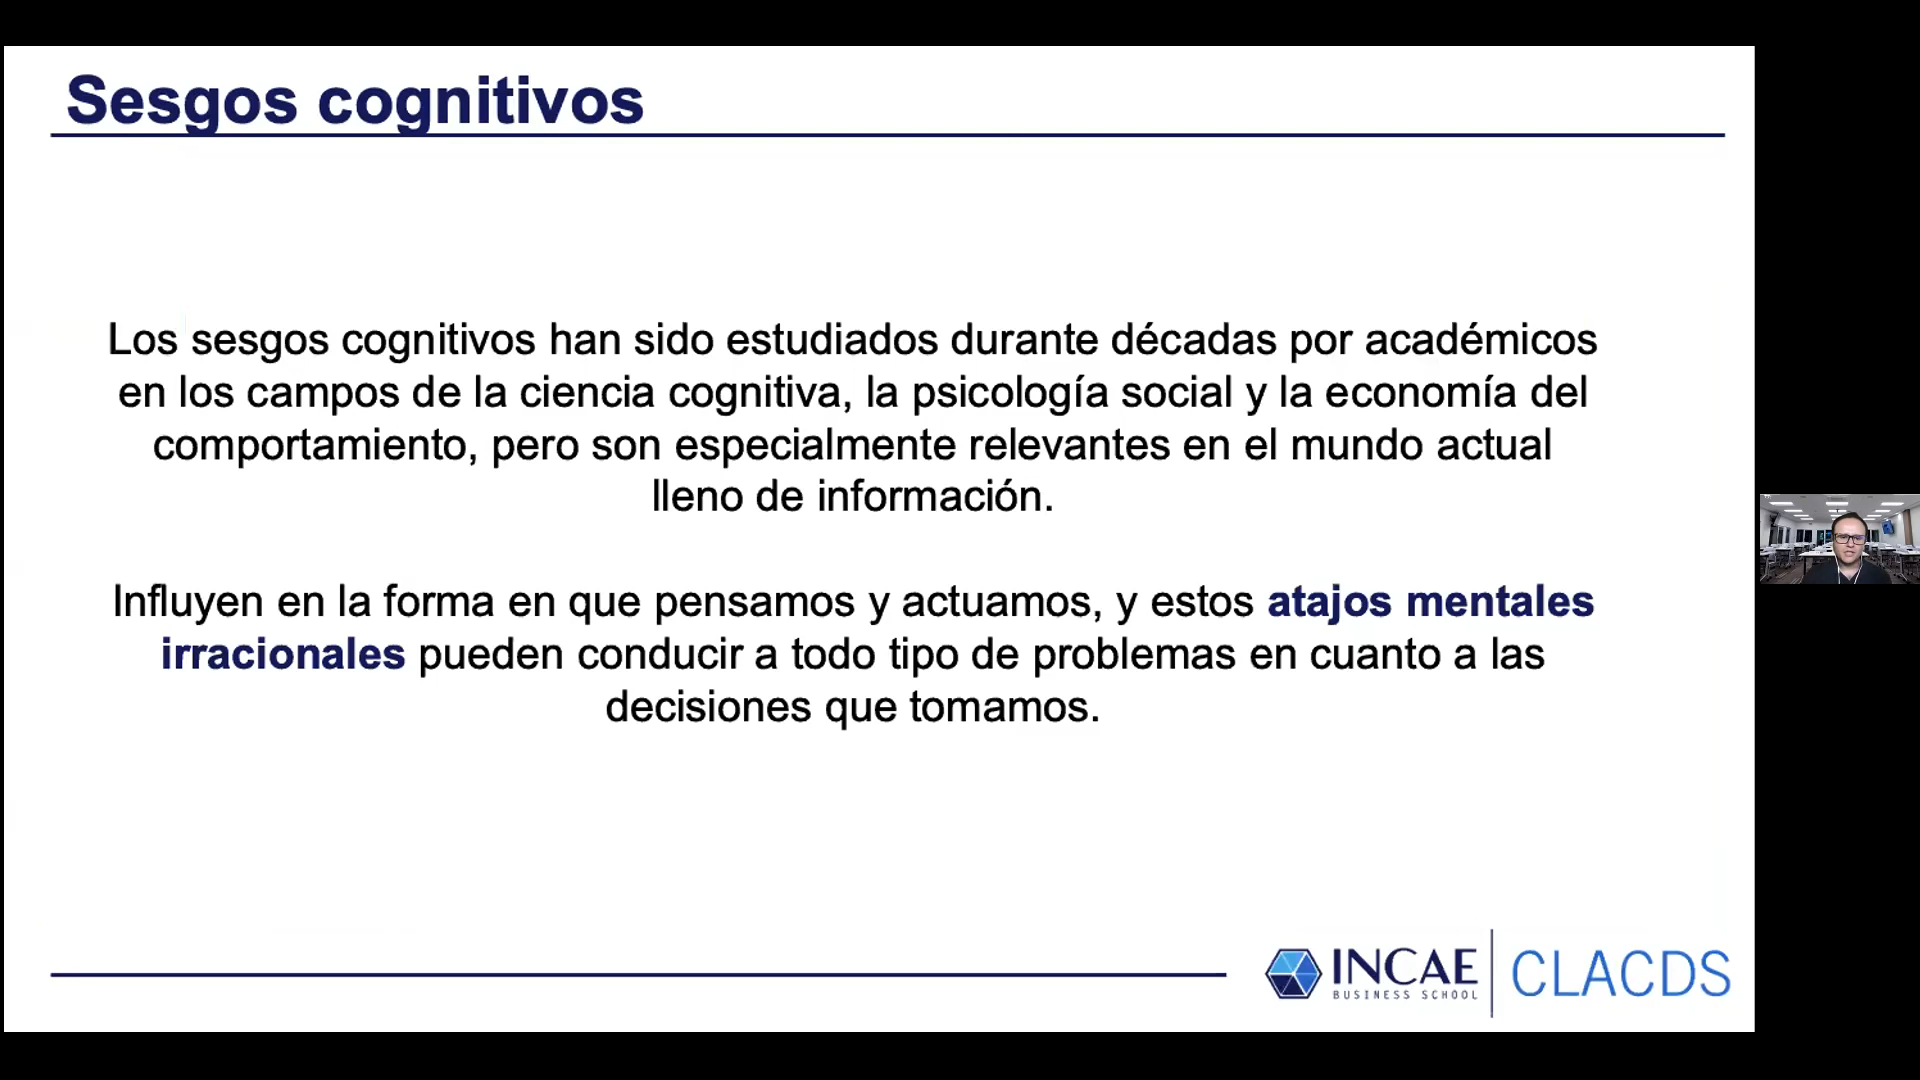 Sesgos cognitivos
Los sesgos cognitivos han sido estudiados durante décadas por académicos
en los campos de la ciencia cognitiva, la psicología social y la economía del
comportamiento, pero son especialmente relevantes en el mundo actual
lleno de información.
Influyen en la forma en que pensamos y actuamos, y estos atajos mentales
irracionales pueden conducir a todo tipo de problemas en cuanto a las
decisiones que tomamos.
INCAE
BUSINESS SCHOOL
CLACDS